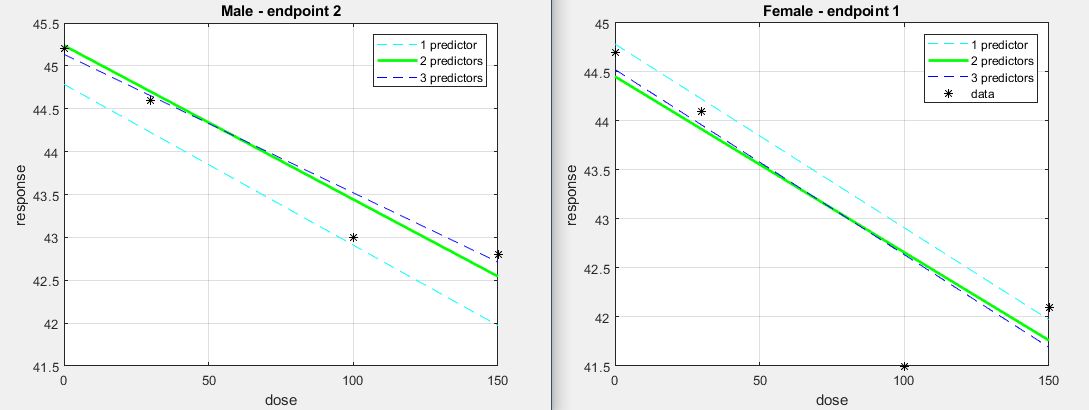 Male - endpoint 2
45.5
45
44.5
44
43.5
43
42.5
42
41.5
0
50
100
150
response
dose
1 predictor
2 predictors
3 predictors
Female - endpoint 1
45
44.5
44
43.5
43
42.5
42
41.5
0
50
100
150
response
dose
1 predictor
2 predictors
3 predictors
data